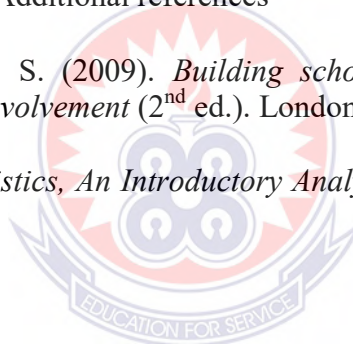 Additional references
S. (2009). Building scho
volvement (2nd ed.). London
istics, An Introductory Analy
EDUCATION FOR SERVICE